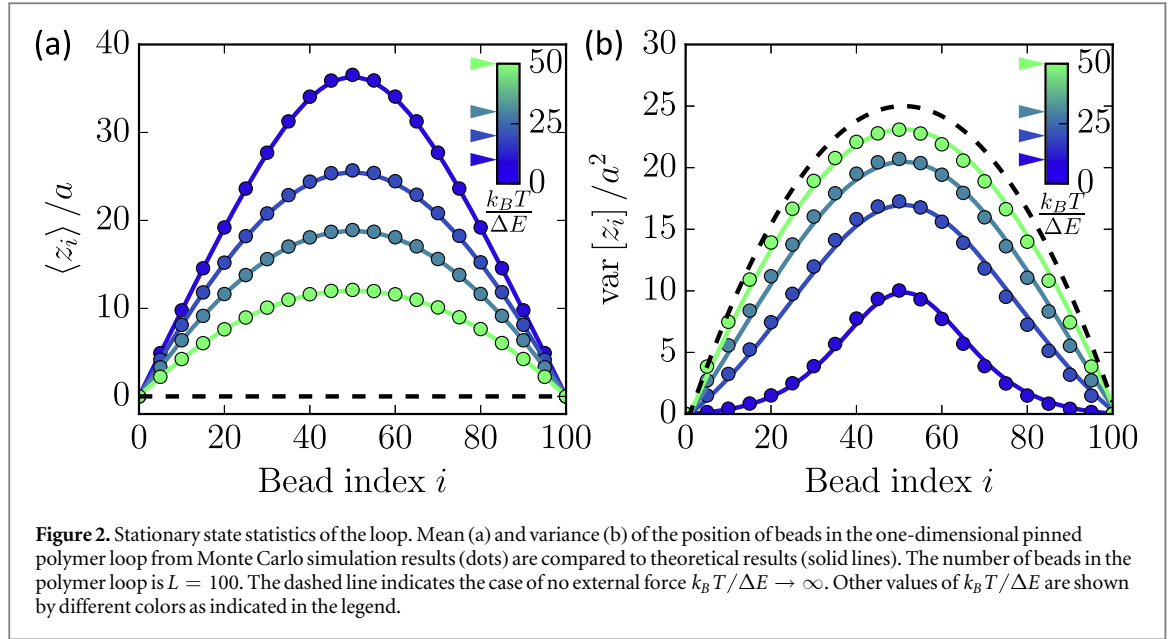 (a)
40
30
20
10
0
⟨z_i⟩ /a
0 20 40 60 80 100
Bead index i
50
25
0
k_B T
ΔE
(b)
30
25
20
15
10
5
0
var [z_i] /a^2
0 20 40 60 80 100
Bead index i
50
25
0
k_B T
ΔE
Figure 2. Stationary state statistics of the loop. Mean (a) and variance (b) of the position of beads in the one-dimensional pinned
polymer loop from Monte Carlo simulation results (dots) are compared to theoretical results (solid lines). The number of beads in the
polymer loop is L = 100. The dashed line indicates the case of no external force k_B T/ΔE → ∞. Other values of k_B T/ΔE are shown
by different colors as indicated in the legend.